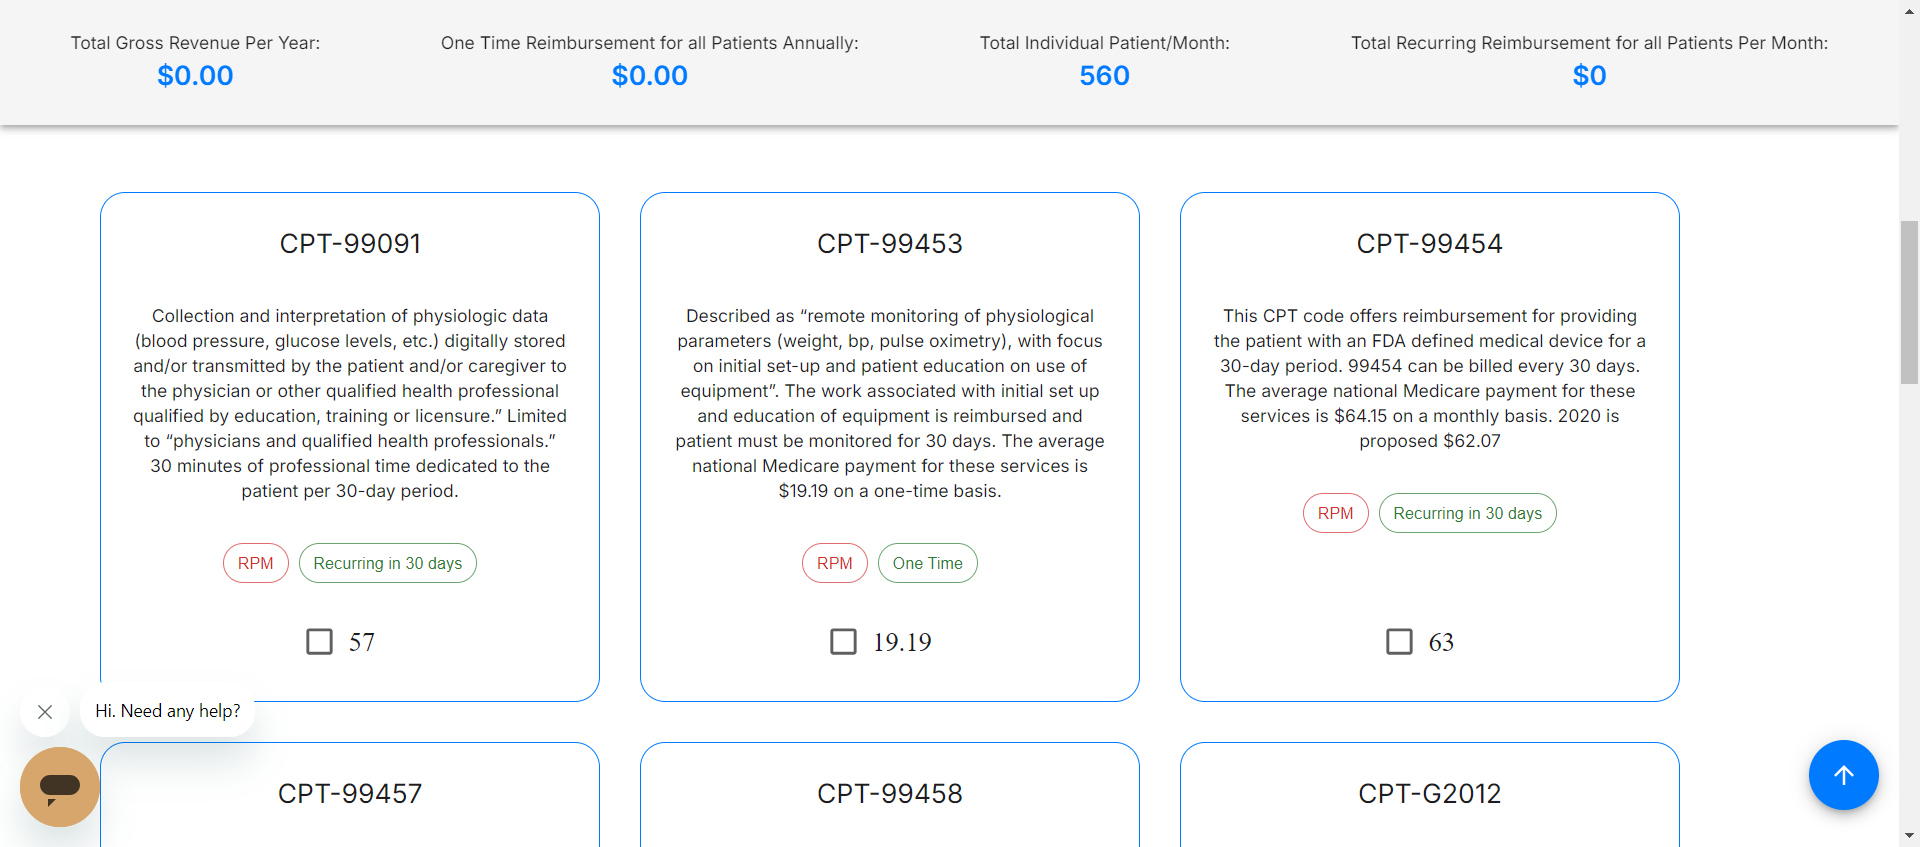 Total Gross Revenue Per Year:
$0.00
One Time Reimbursement for all Patients Annually:
$0.00
Total Individual Patient/Month:
560
Total Recurring Reimbursement for all Patients Per Month:
$0
CPT-99091
Collection and interpretation of physiologic data
(blood pressure, glucose levels, etc.) digitally stored
and/or transmitted by the patient and/or caregiver to
the physician or other qualified health professional
qualified by education, training or licensure.” Limited
to “physicians and qualified health professionals.”
30 minutes of professional time dedicated to the
patient per 30-day period.
RPM
Recurring in 30 days
57
CPT-99453
Described as “remote monitoring of physiological
parameters (weight, bp, pulse oximetry), with focus
on initial set-up and patient education on use of
equipment”. The work associated with initial set up
and education of equipment is reimbursed and
patient must be monitored for 30 days. The average
national Medicare payment for these services is
$19.19 on a one-time basis.
RPM
One Time
19.19
CPT-99454
This CPT code offers reimbursement for providing
the patient with an FDA defined medical device for a
30-day period. 99454 can be billed every 30 days.
The average national Medicare payment for these
services is $64.15 on a monthly basis. 2020 is
proposed $62.07
RPM
Recurring in 30 days
63
Hi. Need any help?
CPT-99457
CPT-99458
CPT-G2012